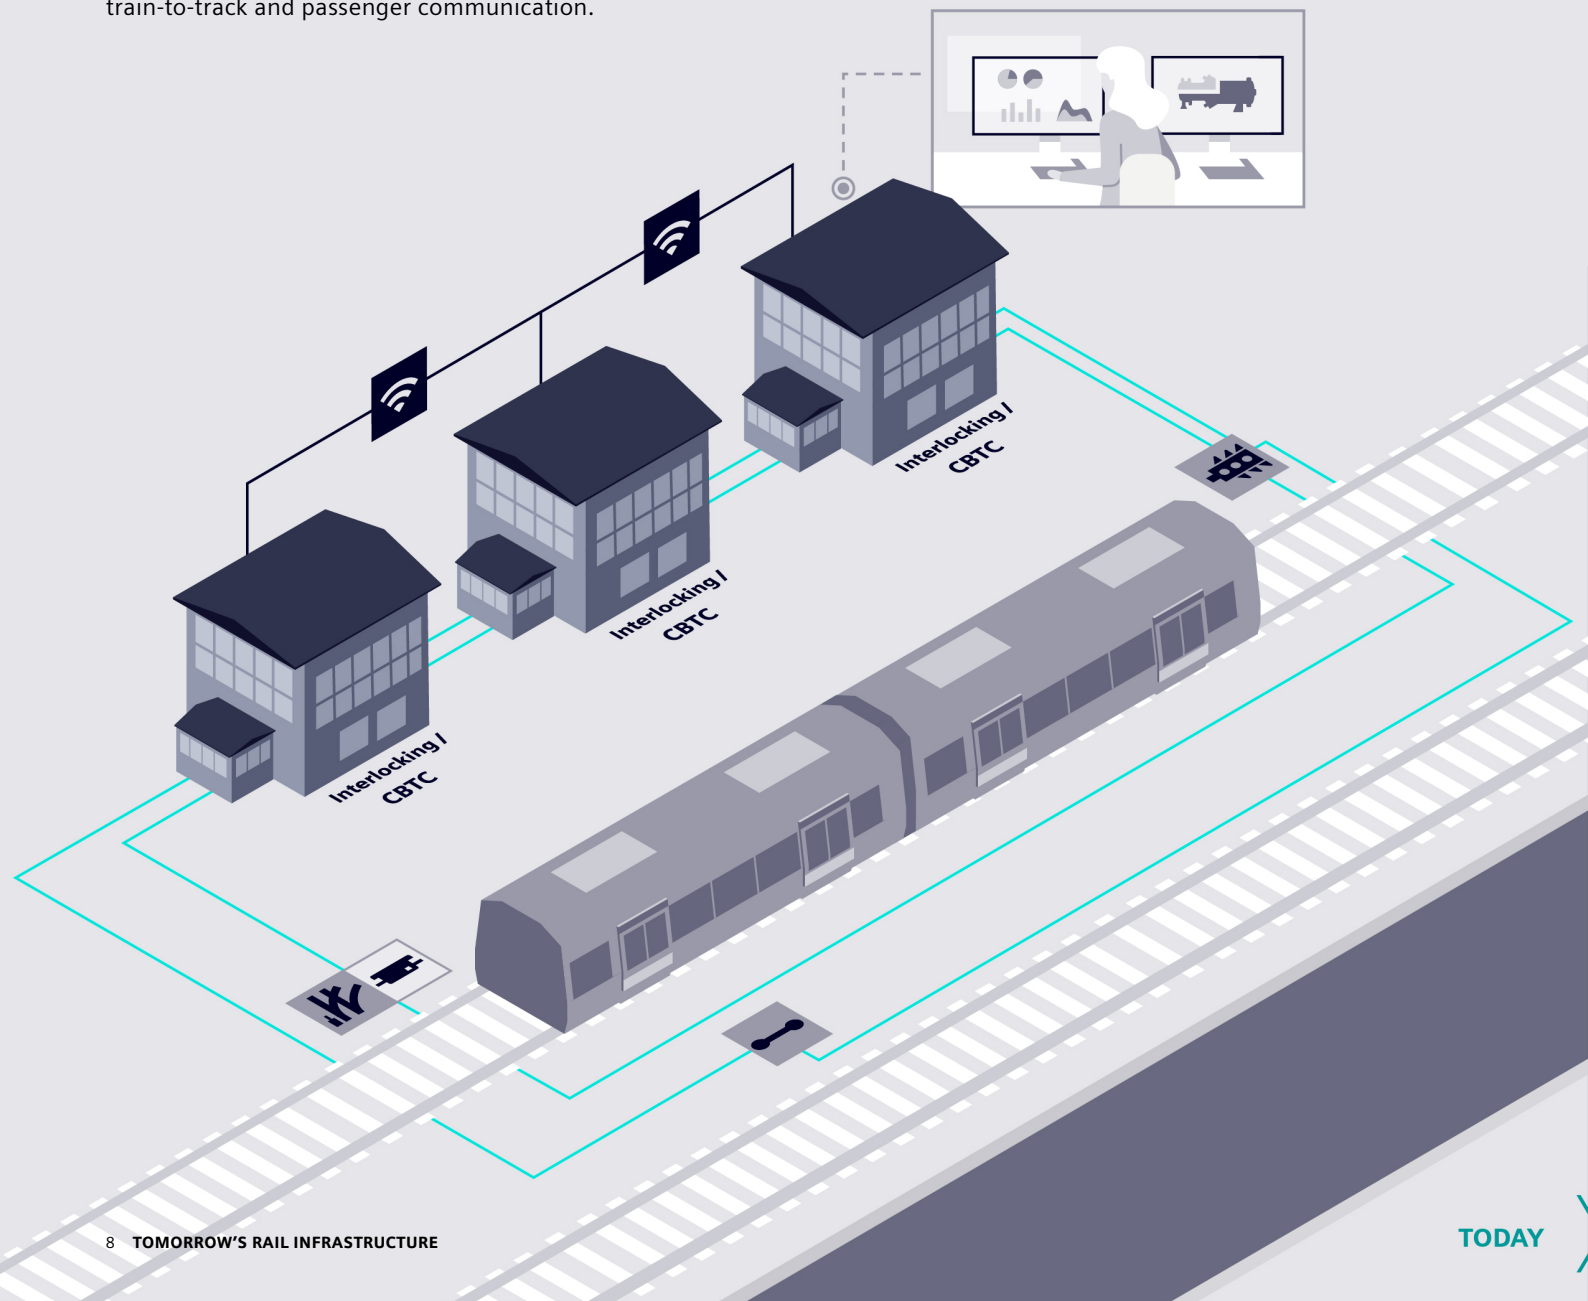 train-to-track and passenger communication.
Interlocking /
CBTC
Interlocking /
CBTC
Interlocking /
CBTC
8 TOMORROW’S RAIL INFRASTRUCTURE
TODAY